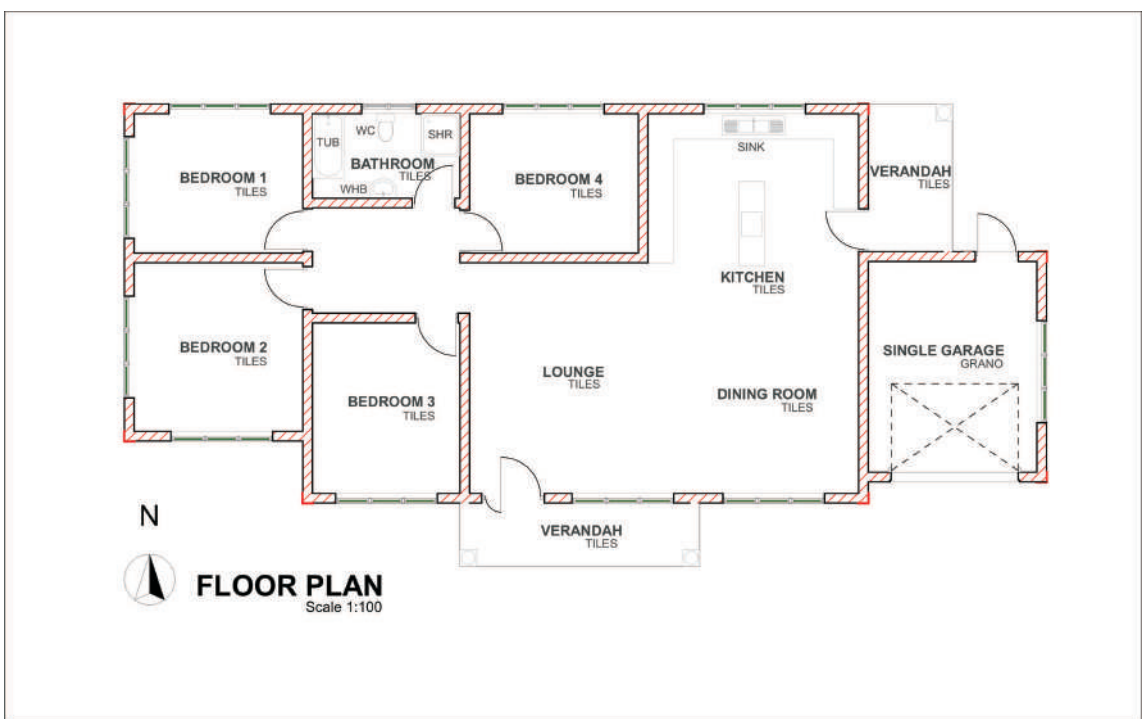 BEDROOM 1
TILES
TUB
WC
SHR
BATHROOM
TILES
WHB
BEDROOM 4
TILES
SINK
VERANDAH
TILES
KITCHEN
TILES
BEDROOM 2
TILES
BEDROOM 3
TILES
LOUNGE
TILES
DINING ROOM
TILES
SINGLE GARAGE
GRANO
VERANDAH
TILES
N
FLOOR PLAN
Scale 1:100